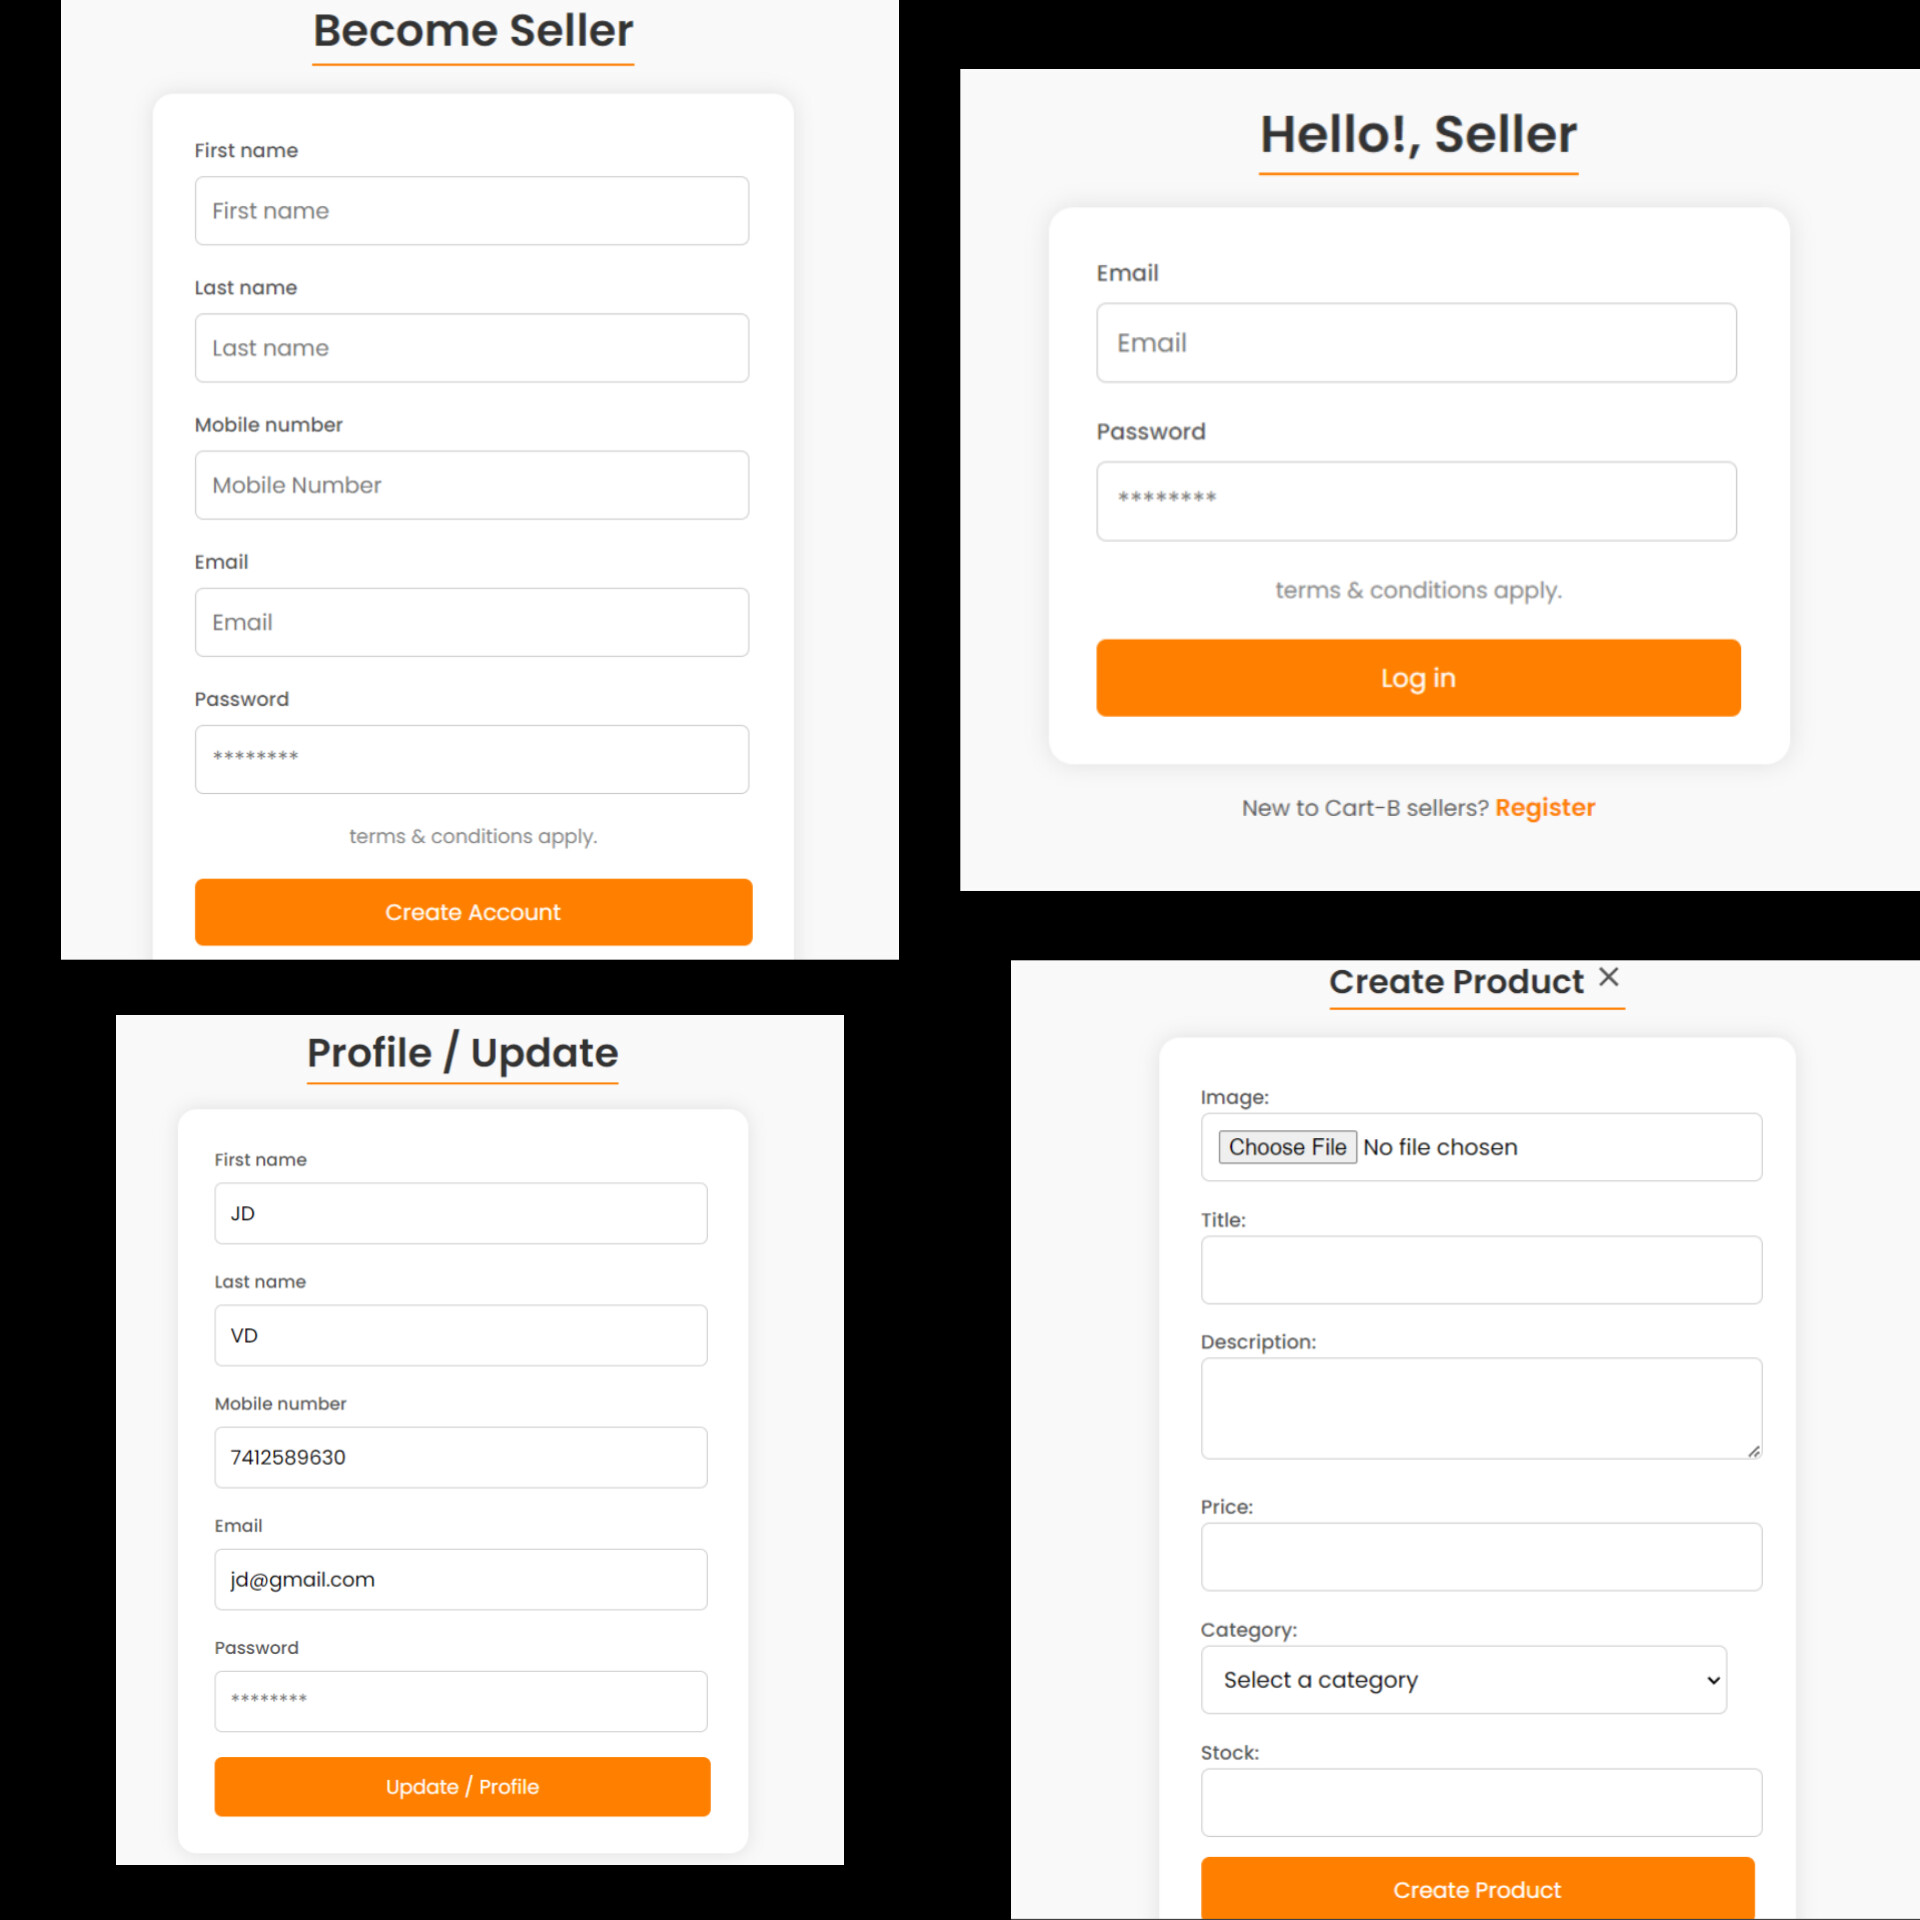 Become Seller
First name
First name
Last name
Last name
Mobile number
Mobile Number
Email
Email
Password
********
terms & conditions apply.
Create Account
Hello!, Seller
Email
Email
Password
********
terms & conditions apply.
Log in
New to Cart-B sellers? Register
Profile / Update
First name
JD
Last name
VD
Mobile number
7412589630
Email
jd@gmail.com
Password
********
Update / Profile
Create Product ×
Image:
Choose File No file chosen
Title:
Description:
Price:
Category:
Select a category
Stock:
Create Product